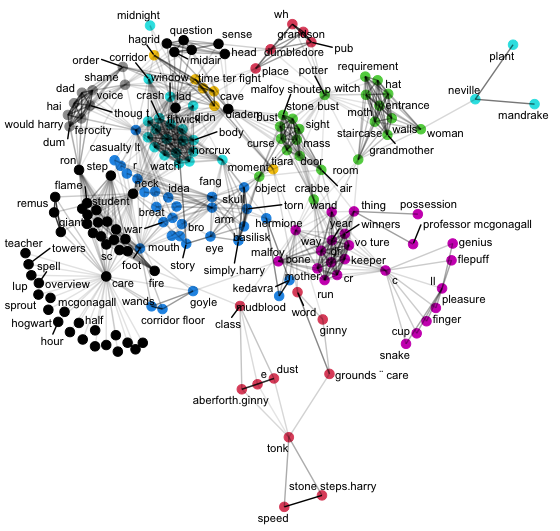 midnight
question
sense
wh
hagrid
grandson
order
corridor
midair
head
dumbledore
pub
shame
window
time ter fight
place
potter
requirement
plant
dad
voice
crash
lad
cave
malfoy shouted
witch
hat
neville
hai
diadem
stone bust
entrance
would harry
flitwick
din
bust
sight
moth
mandrake
ferocity
body
staircase
walls
woman
dum
casualty
curse
mass
grandmother
ron
watch
horcrux
tiara
door
step
r
moment
room
flame
neck
idea
fang
object
crabbe
air
remus
student
skull
torn
wand
thing
possession
giant
breat
arm
hermione
year
professor mcgonagall
war
bro
basilisk
way
winners
teacher
sc
mouth
eye
malfoy
vo ture
genius
towers
foot
story
simply.harry
bone
keeper
flepuff
spell
fire
mother
cr
c
ll
lup
overview
care
wands
goyle
kedavra
run
pleasure
sprout
mcgonagall
mudblood
word
hogwart
half
corridor floor
class
ginny
cup
finger
hour
snake
dust
e
grounds ¨ care
aberforth.ginny
tonk
stone steps.harry
speed